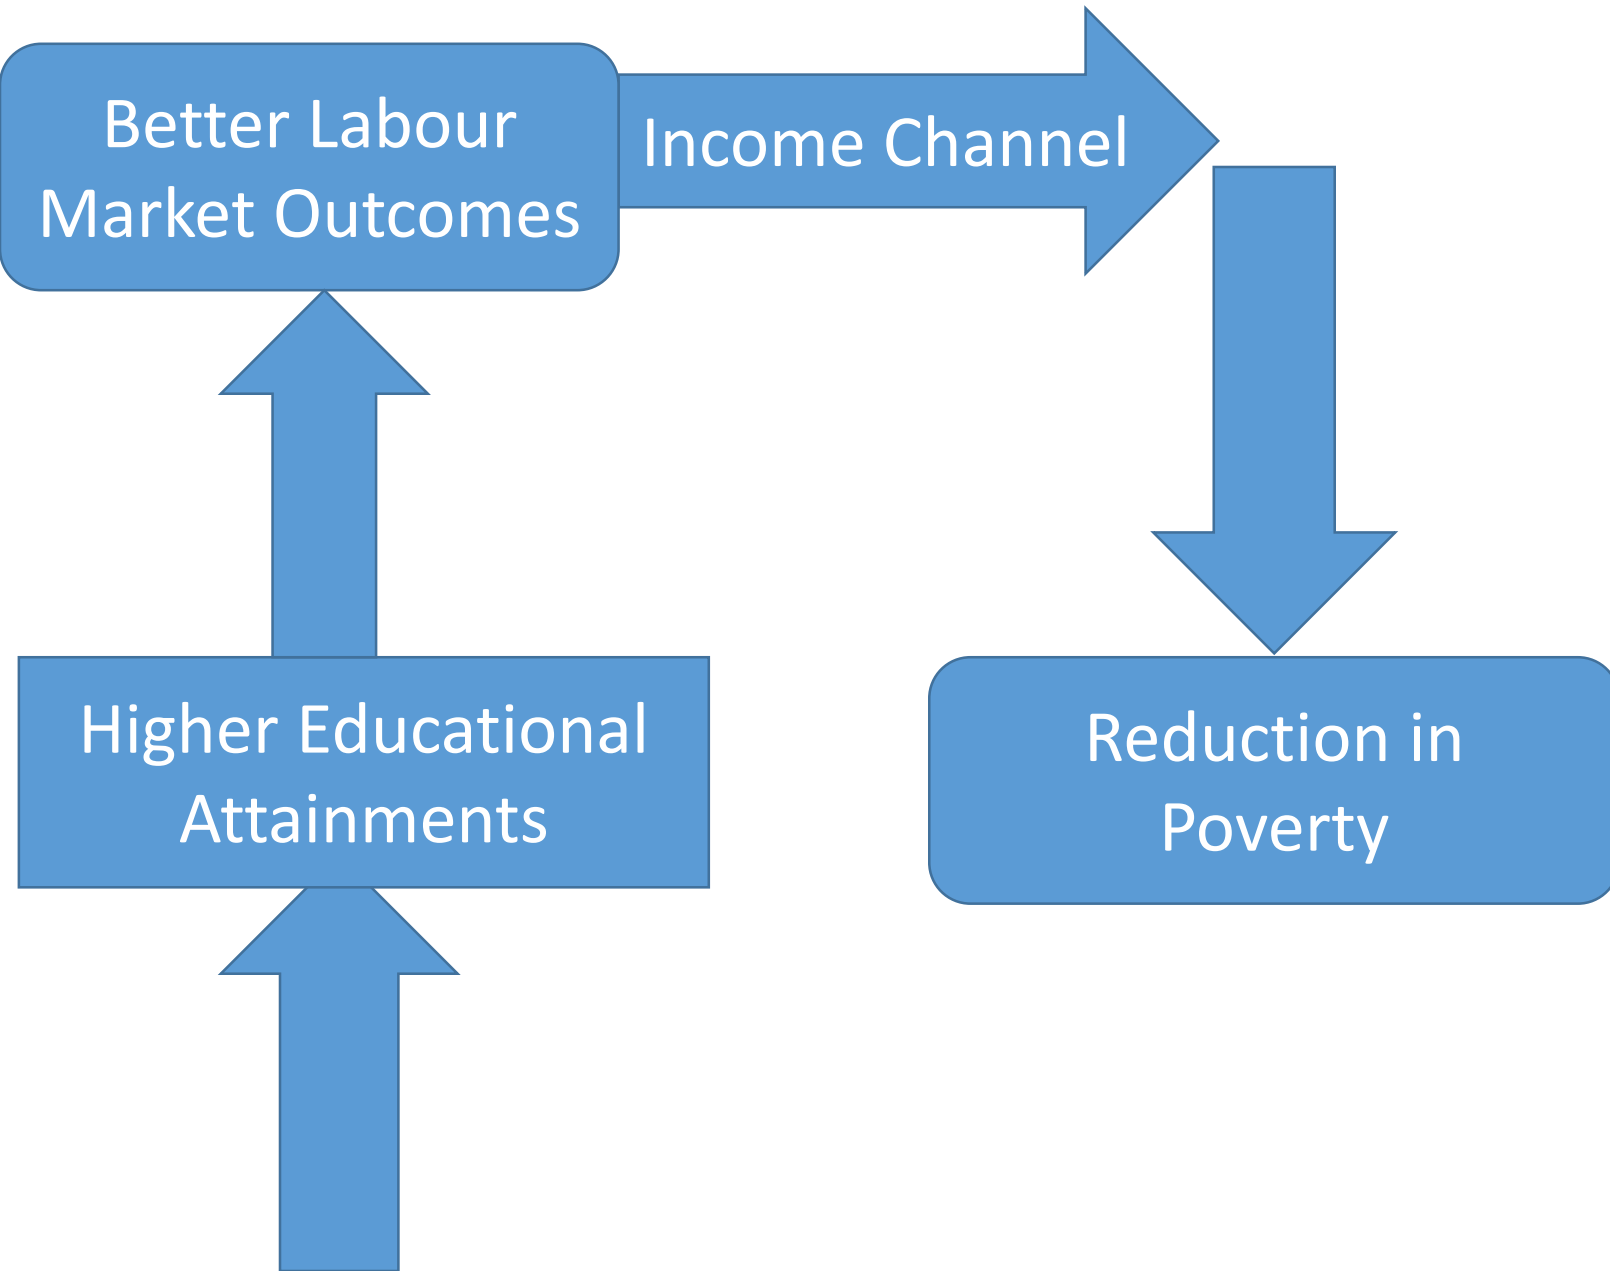 Better Labour
Market Outcomes
Income Channel
Higher Educational
Attainments
Reduction in
Poverty